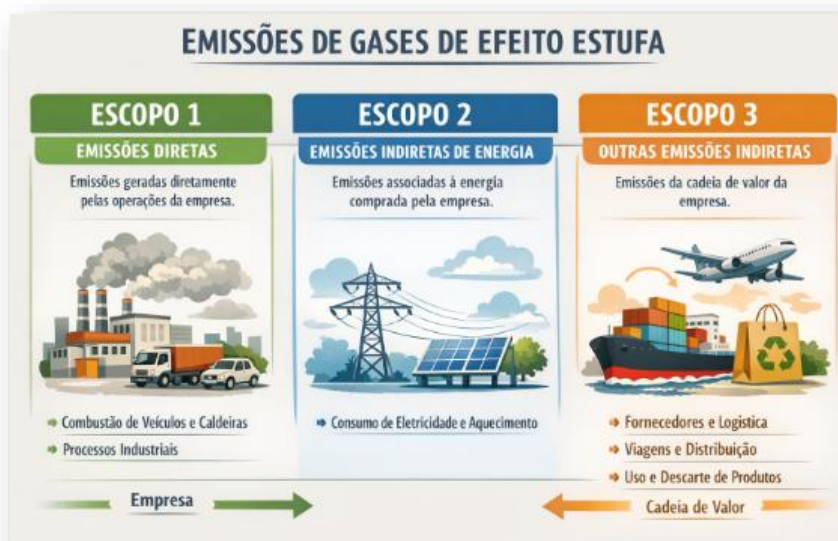 EMISSÕES DE GASES DE EFEITO ESTUFA
ESCOPO 1
EMISSÕES DIRETAS
Emissões geradas diretamente
pelas operações da empresa.
Combustão de Veículos e Caldeiras
Processos Industriais
ESCOPO 2
EMISSÕES INDIRETAS DE ENERGIA
Emissões associadas à energia
comprada pela empresa.
Consumo de Eletricidade e Aquecimento
ESCOPO 3
OUTRAS EMISSÕES INDIRETAS
Emissões da cadeia de valor da
empresa.
Fornecedores e Logistica
Viagens e Distribuição
Uso e Descarte de Produtos
Empresa
Cadeia de Valor